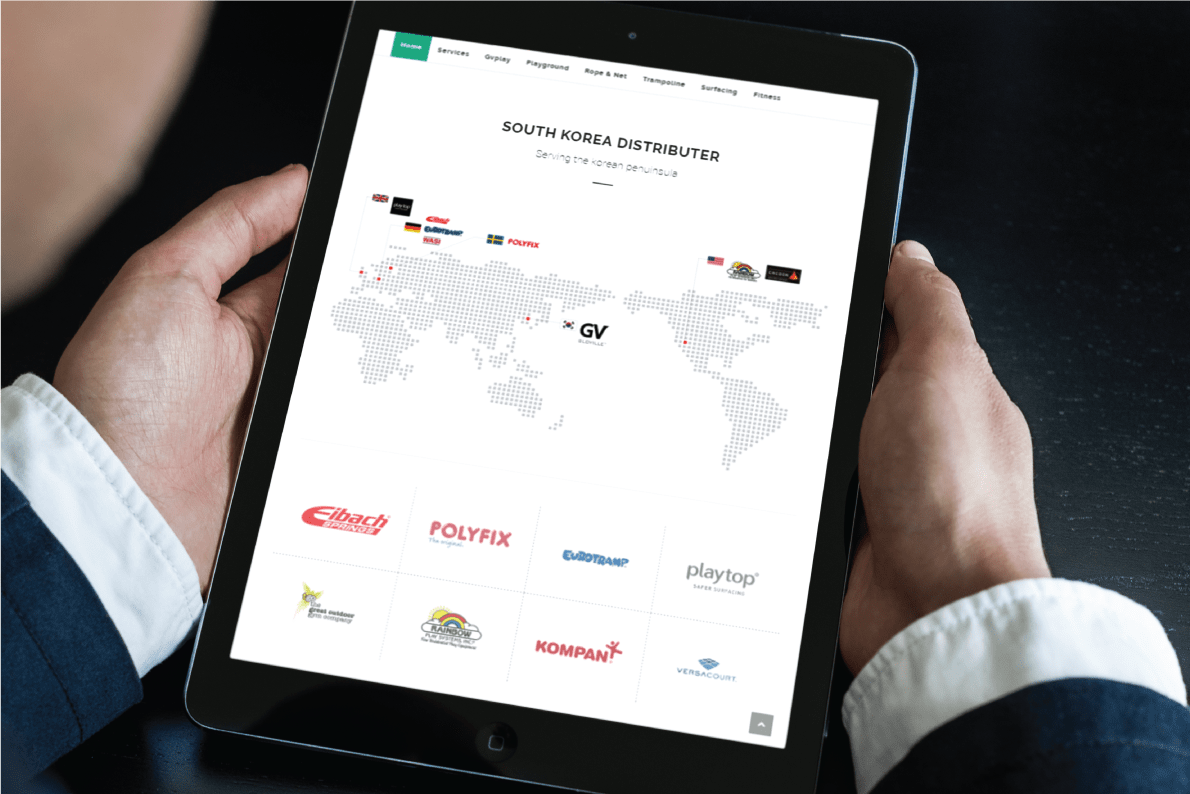 Home Services Gvplay Playground Rope & Net Trampoline Surfacing Fitness
SOUTH KOREA DISTRIBUTER
Serving the korean penuinsula
playtop
Eibach
EUROTRAMP
POLYFIX
RAINBOW
GV
Eibach
SPRINGS
POLYFIX
The original.
EUROTRAMP
playtop
SAFER SURFACING
the
great outdoor
gym company
RAINBOW
PLAY SYSTEMS, INC.
KOMPAN
VERSACOURT